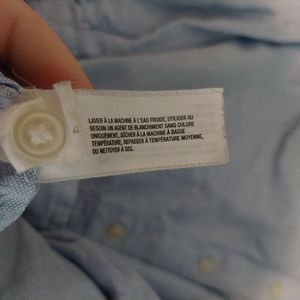 LAVER À LA MACHINE À L'EAU FROIDE, UTILISER AU
BESOIN UN AGENT DE BLANCHIMENT SANS CHLORE
UNIQUEMENT, SÉCHER À LA MACHINE À BASSE
TEMPÉRATURE, REPASSER À TEMPÉRATURE MOYENNE,
OU NETTOYER À SEC.